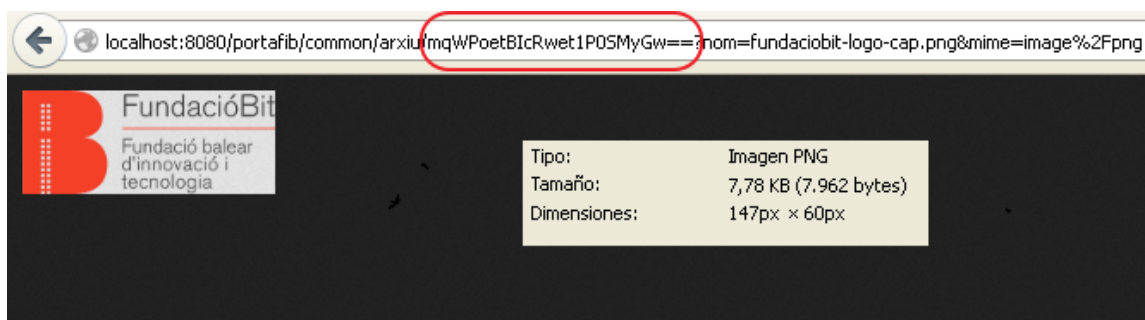 localhost:8080/portafib/common/arxiu/mqWPoetBIcRwet1P0SMyGw==?nom=fundaciobit-logo-cap.png&mime=image%2Fpng
FundacióBit
Fundació balear
d'innovació i
tecnologia
Tipo: Imagen PNG
Tamaño: 7,78 KB (7.962 bytes)
Dimensiones: 147px × 60px